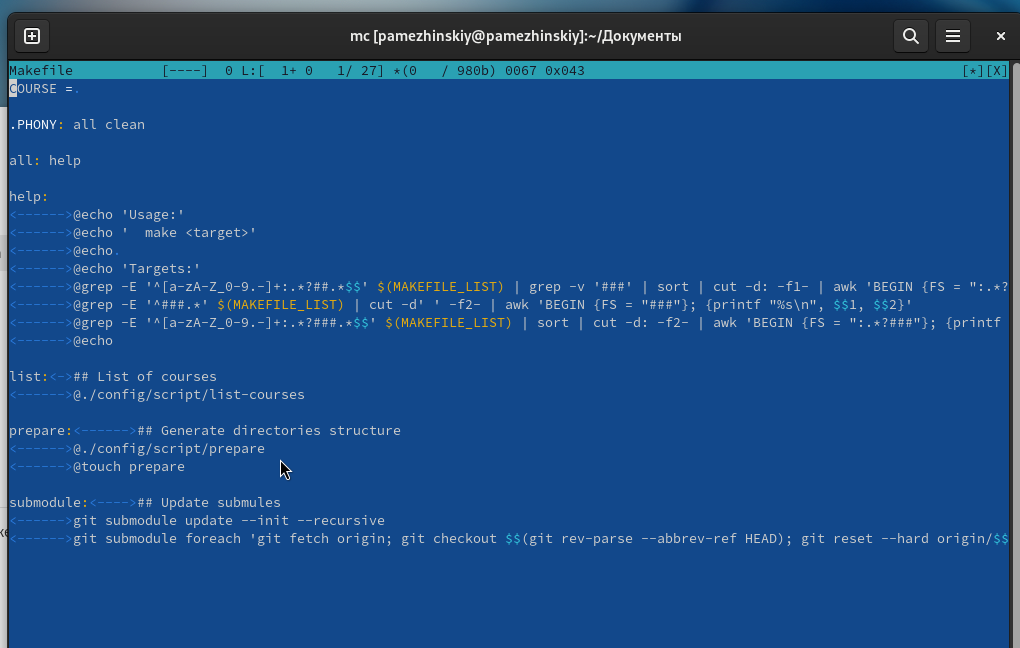 mc [pamezhinskiy@pamezhinskiy]:~/Документы
Makefile [----] 0 L:[ 1+ 0 1/ 27] *(0 / 980b) 0067 0x043 [*][X]
COURSE =.
.PHONY: all clean
all: help
help:
<------>@echo 'Usage:'
<------>@echo '  make <target>'
<------>@echo.
<------>@echo 'Targets:'
<------>@grep -E '^[a-zA-Z_0-9.-]+:.*?##.*$$' $(MAKEFILE_LIST) | grep -v '###' | sort | cut -d: -f1- | awk 'BEGIN {FS = ":.*?
<------>@grep -E '^###.*' $(MAKEFILE_LIST) | cut -d' ' -f2- | awk 'BEGIN {FS = "###"}; {printf "%s\n", $$1, $$2}'
<------>@grep -E '^[a-zA-Z_0-9.-]+:.*?###.*$$' $(MAKEFILE_LIST) | sort | cut -d: -f2- | awk 'BEGIN {FS = ":.*?###"}; {printf
<------>@echo
list:<->## List of courses
<------>@./config/script/list-courses
prepare:<------>## Generate directories structure
<------>@./config/script/prepare
<------>@touch prepare
submodule:<---->## Update submules
<------>git submodule update --init --recursive
<------>git submodule foreach 'git fetch origin; git checkout $$(git rev-parse --abbrev-ref HEAD); git reset --hard origin/$$